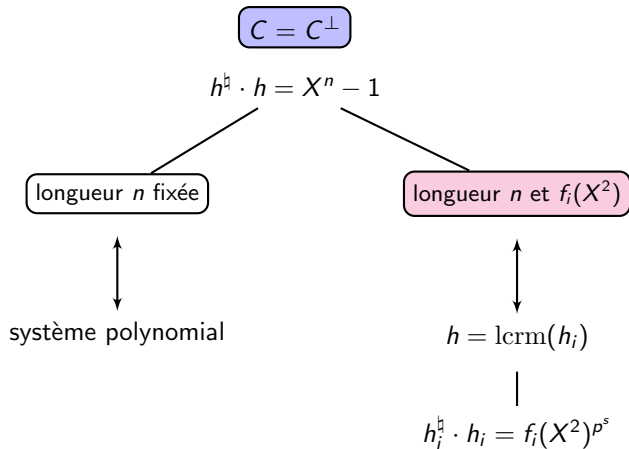 C = C^⊥
h^♮ · h = X^n − 1
longueur n fixée
longueur n et f_i(X^2)
système polynomial
h = lcrm(h_i)
h_i^♮ · h_i = f_i(X^2)^{p^s}